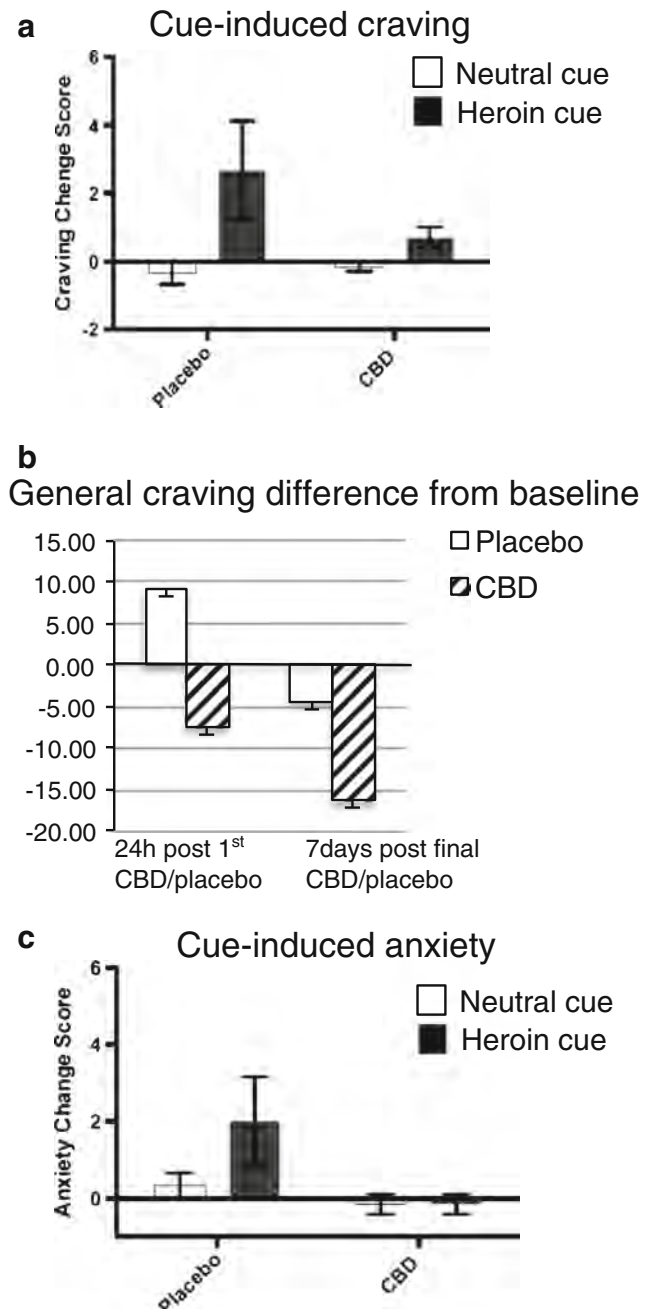 a
Cue-induced craving
Neutral cue
Heroin cue
Craving Chenge Score
6
4
2
0
-2
Placebo
CBD
b
General craving difference from baseline
15.00
10.00
5.00
0.00
-5.00
-10.00
-15.00
-20.00
Placebo
CBD
24h post 1st
CBD/placebo
7days post final
CBD/placebo
c
Cue-induced anxiety
Neutral cue
Heroin cue
Anxiety Change Score
6
4
2
0
Placebo
CBD